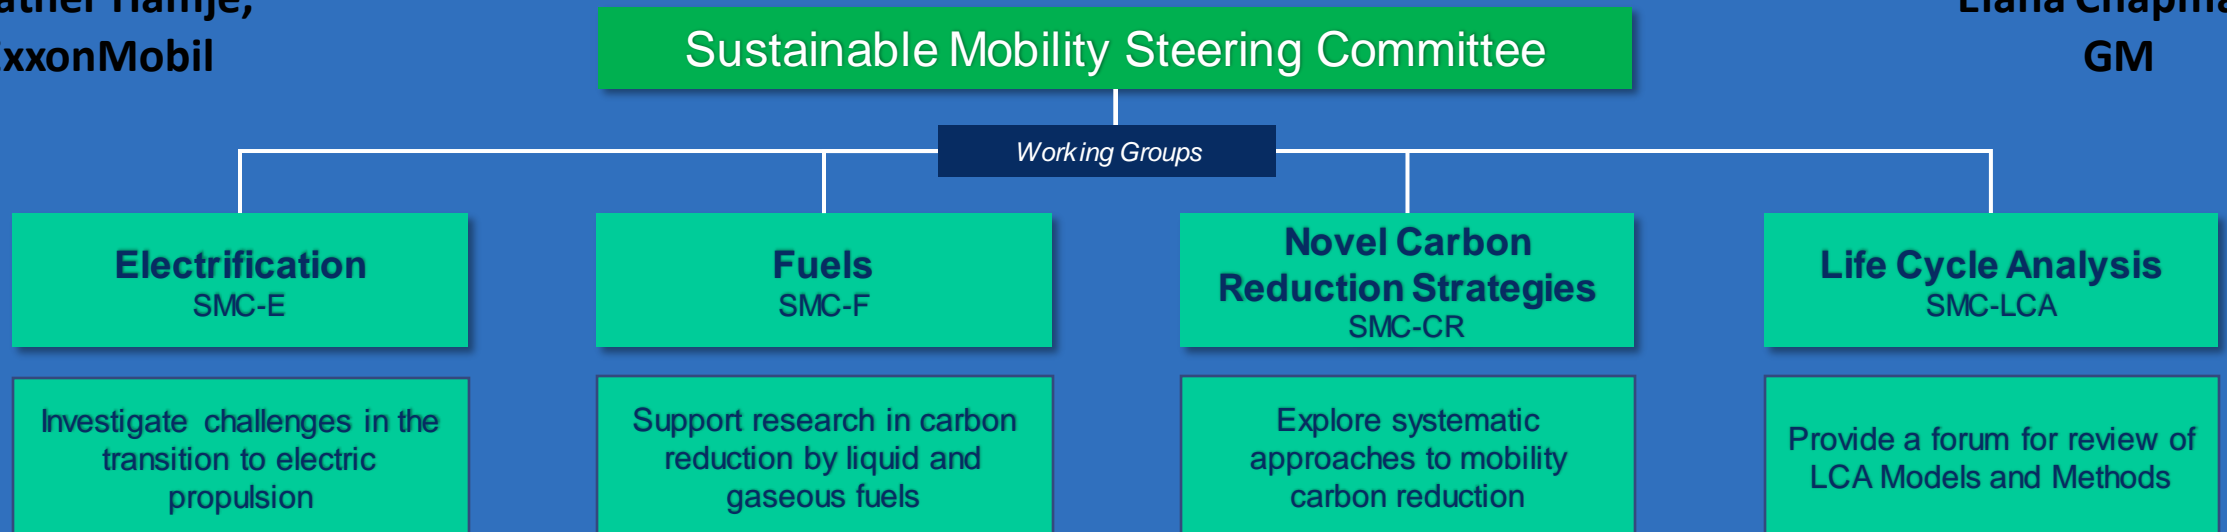 GM
Sustainable Mobility Steering Committee
Working Groups
Electrification
SMC-E
Fuels
SMC-F
Novel Carbon
Reduction Strategies
SMC-CR
Life Cycle Analysis
SMC-LCA
Investigate challenges in the
transition to electric
propulsion
Support research in carbon
reduction by liquid and
gaseous fuels
Explore systematic
approaches to mobility
carbon reduction
Provide a forum for review of
LCA Models and Methods